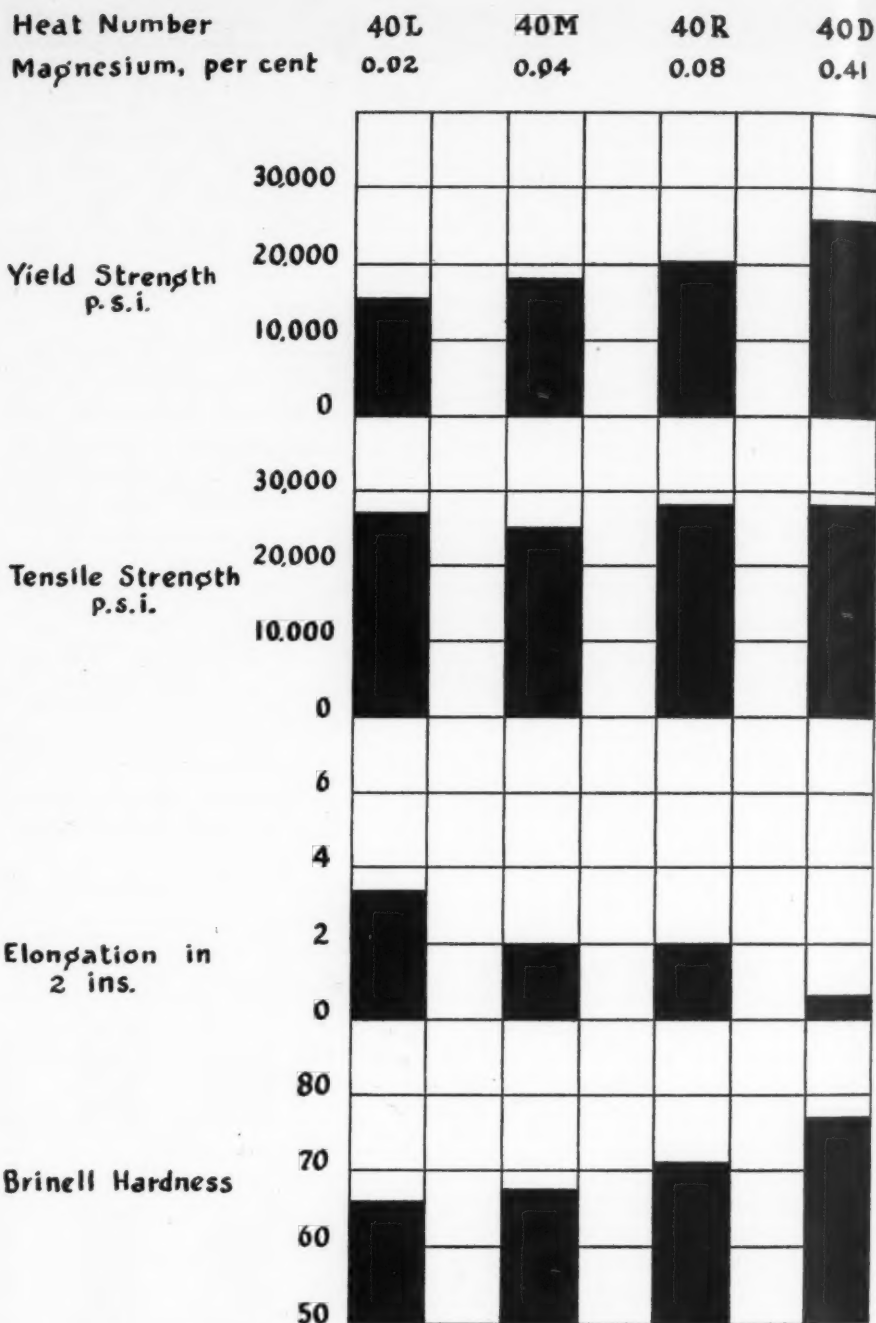 Heat Number 40L 40M 40R 40D
Magnesium, per cent 0.02 0.04 0.08 0.41
30,000
20,000
Yield Strength
p.s.i.
10,000
0
30,000
20,000
Tensile Strength
p.s.i.
10,000
0
6
4
2
Elongation in
2 ins.
0
80
70
Brinell Hardness
60
50